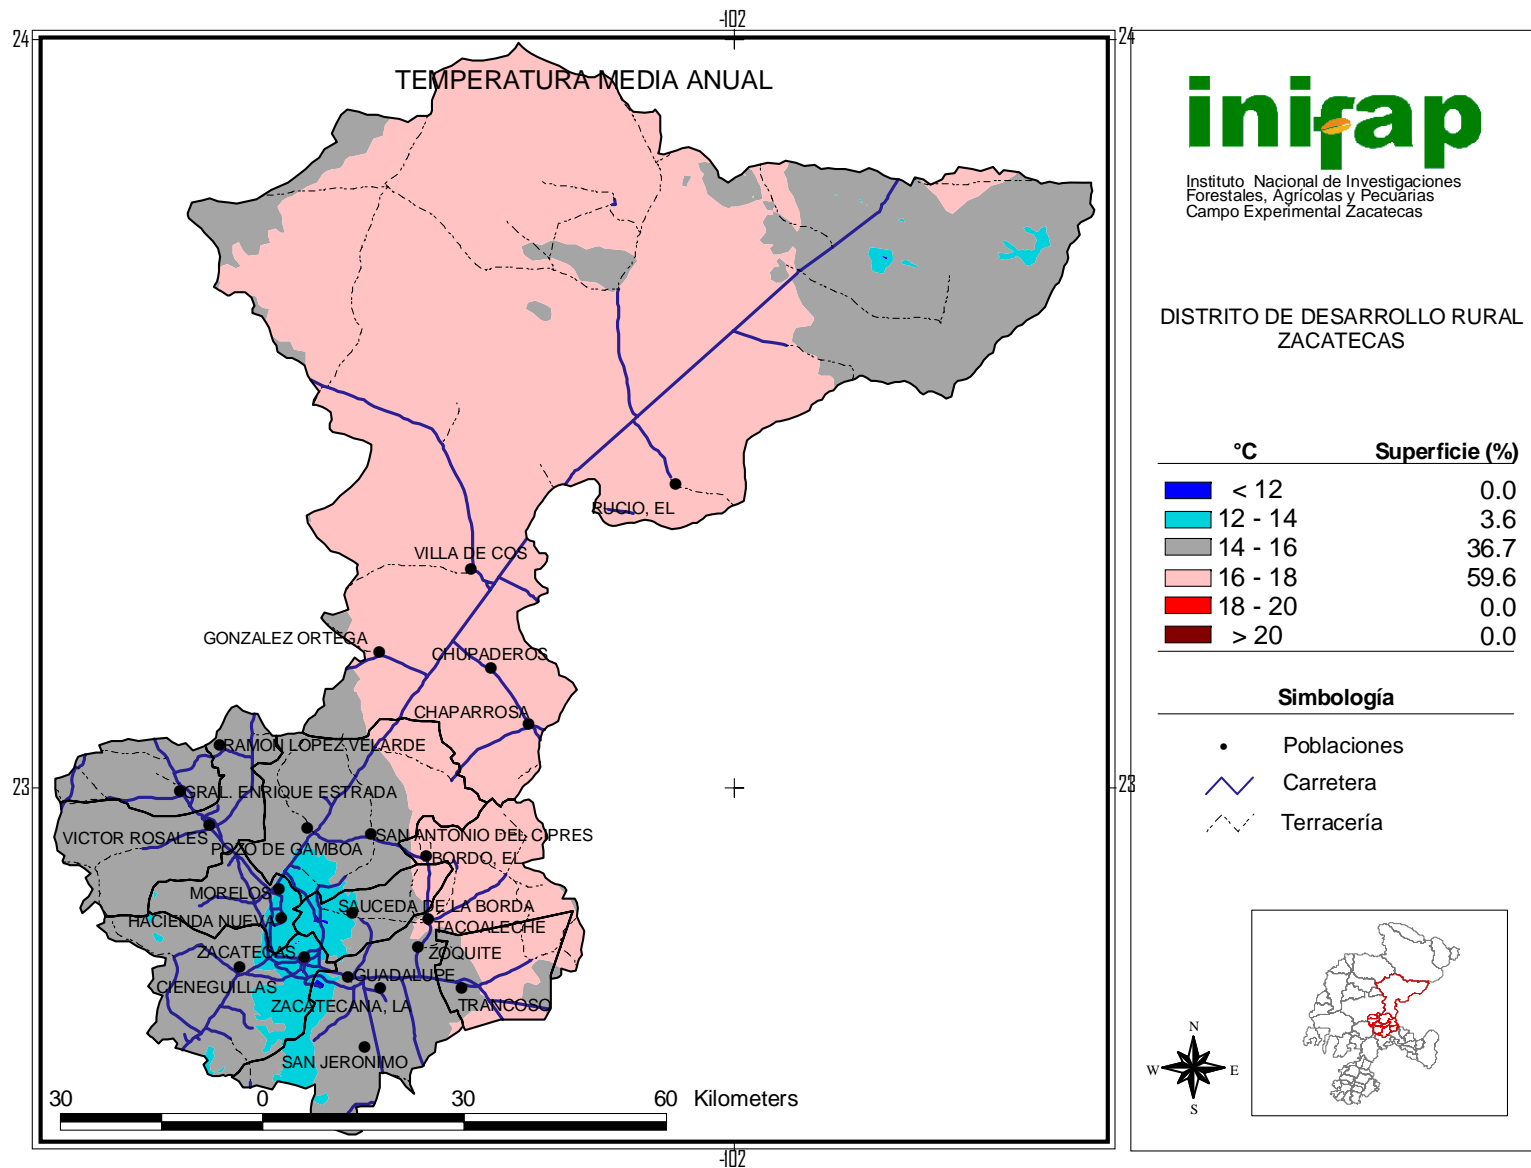 -102
24
24
TEMPERATURA MEDIA ANUAL
RUCIO, EL
VILLA DE COS
GONZALEZ ORTEGA
CHUPADEROS
CHAPARROSA
RAMON LOPEZ VELARDE
23
23
GRAL. ENRIQUE ESTRADA
VICTOR ROSALES
SAN ANTONIO DEL CIPRES
POZO DE GAMBOA
BORDO, EL
MORELOS
SAUCEDA DE LA BORDA
HACIENDA NUEVA
TACOALECHE
ZACATECAS
ZOQUITE
GUADALUPE
CIENEGUILLAS
ZACATECANA, LA
TRANCOSO
SAN JERONIMO
30 0 30 60 Kilometers
-102
inifap
Instituto Nacional de Investigaciones
Forestales, Agrícolas y Pecuarias
Campo Experimental Zacatecas
DISTRITO DE DESARROLLO RURAL
ZACATECAS
°C Superficie (%)
< 12 0.0
12 - 14 3.6
14 - 16 36.7
16 - 18 59.6
18 - 20 0.0
> 20 0.0
Simbología
Poblaciones
Carretera
Terracería
N
W E
S